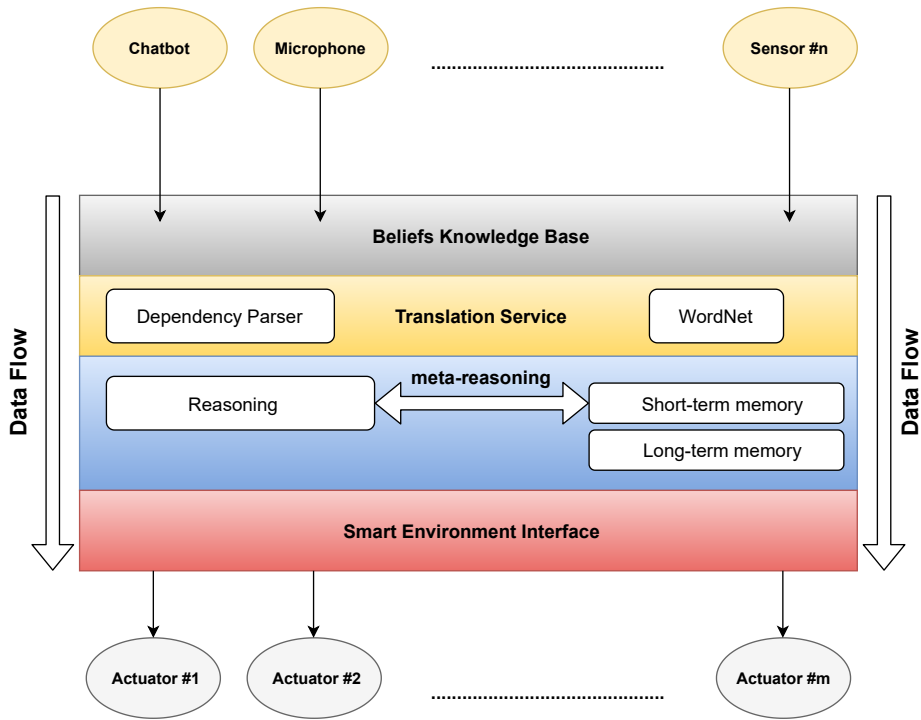 Chatbot
Microphone
Sensor #n
Beliefs Knowledge Base
Dependency Parser
Translation Service
WordNet
meta-reasoning
Reasoning
Short-term memory
Long-term memory
Data Flow
Data Flow
Smart Environment Interface
Actuator #1
Actuator #2
Actuator #m